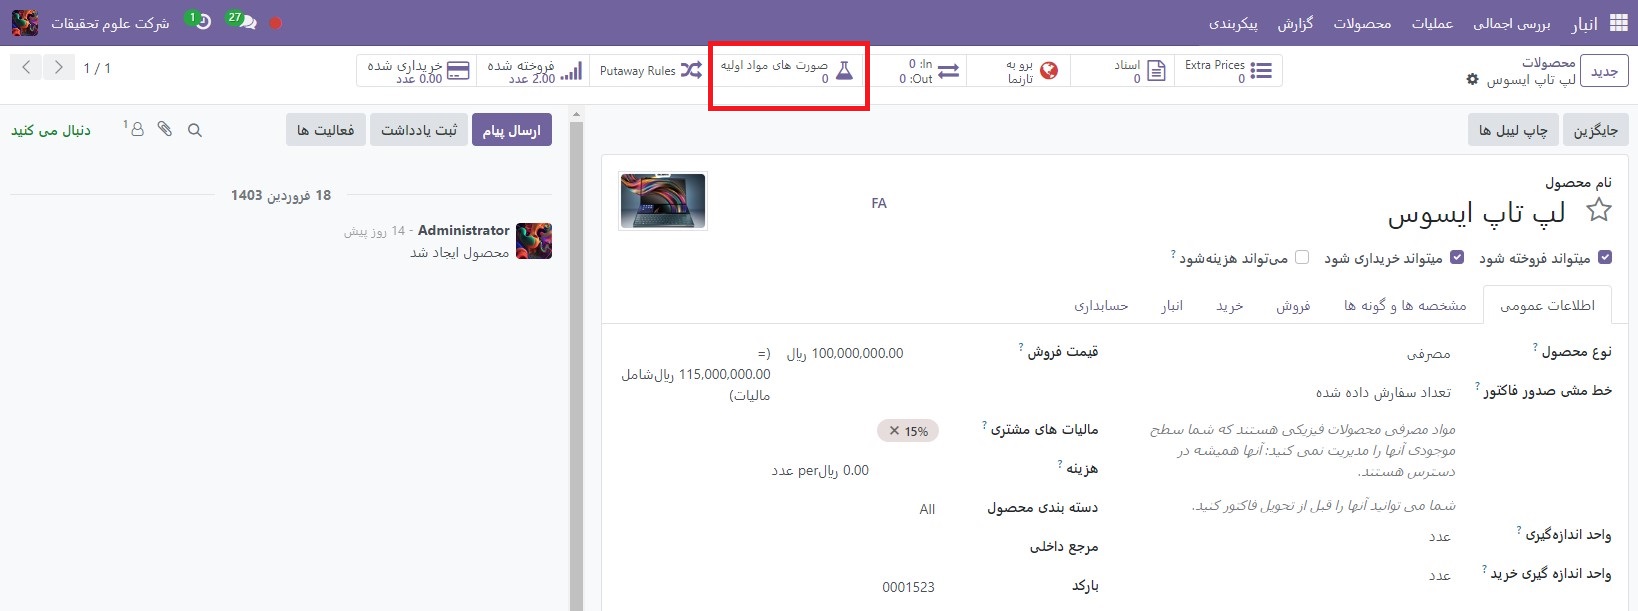 انبار بررسی اجمالی عملیات محصولات گزارش پیکربندی
27 1 شرکت علوم تحقیقات
جدید
محصولات
لپ تاپ ایسوس
Extra Prices
0
اسناد
0
برو به
تارنما
In: 0
Out: 0
صورت های مواد اولیه
0
Putaway Rules
فروخته شده
2.00 عدد
خریداری شده
0.00 عدد
1 / 1
جایگزین چاپ لیبل ها
نام محصول
لپ تاپ ایسوس
FA
میتواند فروخته شود میتواند خریداری شود می‌تواند هزینه‌شود ?
اطلاعات عمومی مشخصه ها و گونه ها فروش خرید انبار حسابداری
نوع محصول ? مصرفی
خط مشی صدور فاکتور ? تعداد سفارش داده شده
مواد مصرفی محصولات فیزیکی هستند که شما سطح
موجودی آنها را مدیریت نمی کنید: آنها همیشه در
دسترس هستند.
شما می توانید آنها را قبل از تحویل فاکتور کنید.
واحد اندازه‌گیری ? عدد
واحد اندازه گیری خرید ? عدد
قیمت فروش ? 100,000,000.00 ریال (=
115,000,000.00 ریال‌شامل
مالیات)
مالیات های مشتری ? 15% ×
هزینه ? 0.00 ریال‌per عدد
دسته بندی محصول All
مرجع داخلی
بارکد 0001523
ارسال پیام ثبت یادداشت فعالیت ها 1 دنبال می کنید
18 فروردین 1403
Administrator - 14 روز پیش
محصول ایجاد شد